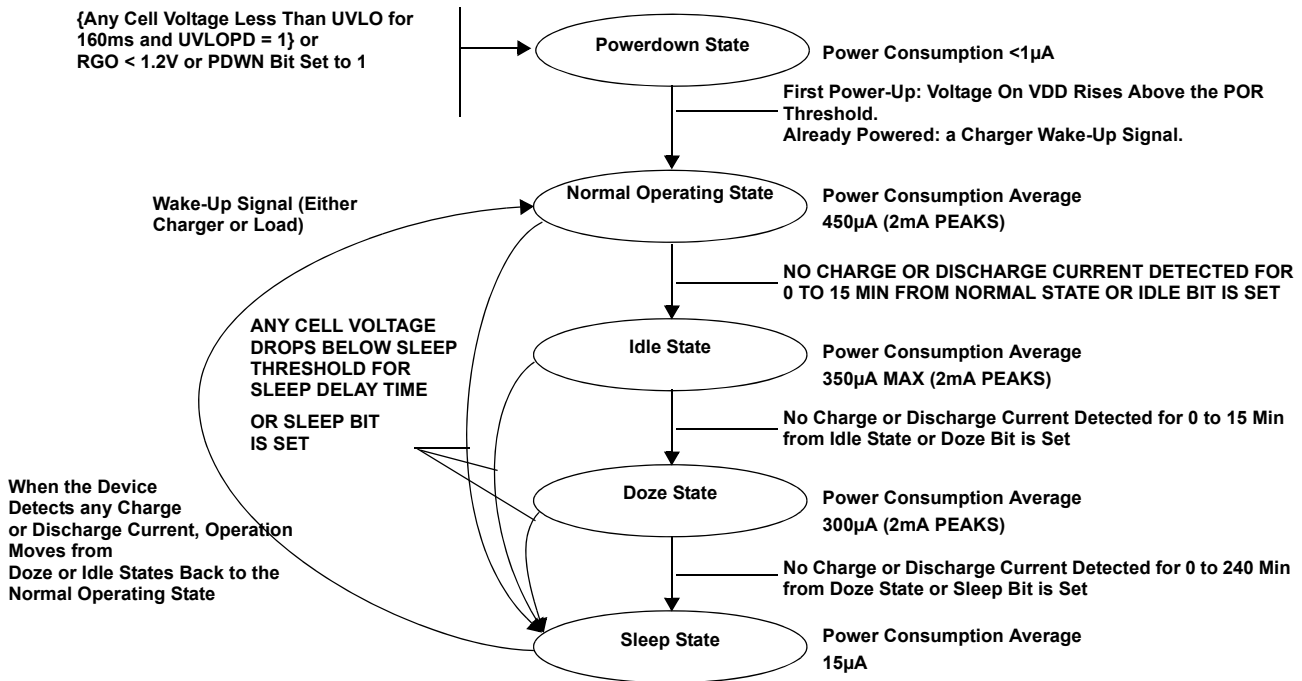 {Any Cell Voltage Less Than UVLO for
160ms and UVLOPD = 1} or
RGO < 1.2V or PDWN Bit Set to 1
Powerdown State
Power Consumption <1µA
First Power-Up: Voltage On VDD Rises Above the POR
Threshold.
Already Powered: a Charger Wake-Up Signal.
Normal Operating State
Power Consumption Average
450µA (2mA PEAKS)
Wake-Up Signal (Either
Charger or Load)
NO CHARGE OR DISCHARGE CURRENT DETECTED FOR
0 TO 15 MIN FROM NORMAL STATE OR IDLE BIT IS SET
ANY CELL VOLTAGE
DROPS BELOW SLEEP
THRESHOLD FOR
SLEEP DELAY TIME
OR SLEEP BIT
IS SET
Idle State
Power Consumption Average
350µA MAX (2mA PEAKS)
No Charge or Discharge Current Detected for 0 to 15 Min
from Idle State or Doze Bit is Set
When the Device
Detects any Charge
or Discharge Current, Operation
Moves from
Doze or Idle States Back to the
Normal Operating State
Doze State
Power Consumption Average
300µA (2mA PEAKS)
No Charge or Discharge Current Detected for 0 to 240 Min
from Doze State or Sleep Bit is Set
Sleep State
Power Consumption Average
15µA